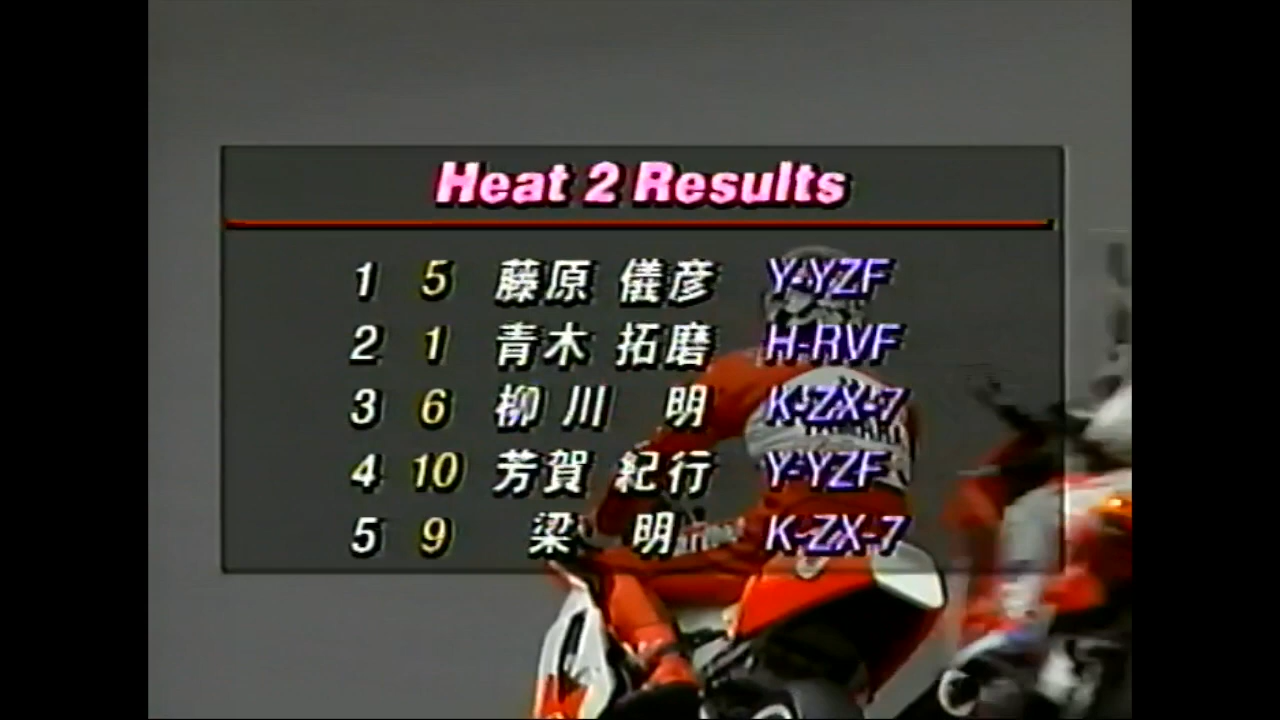 Heat 2 Results
1 5 藤原 儀彦 Y-YZF
2 1 青木 拓磨 H-RVF
3 6 柳川 明 K-ZX-7
4 10 芳賀 紀行 Y-YZF
5 9 梁 明 K-ZX-7